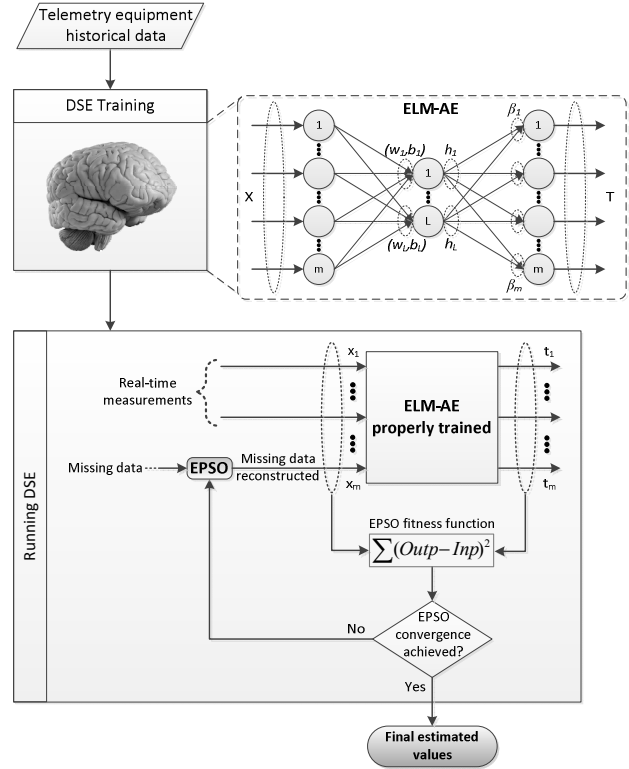 Telemetry equipment
historical data
DSE Training
ELM-AE
X
1
m
(w1,b1)
(wL,bL)
1
L
h1
hL
β1
βm
1
m
T
Running DSE
Real-time
measurements
Missing data
EPSO
Missing data
reconstructed
x1
xm
ELM-AE
properly trained
t1
tm
EPSO fitness function
∑(Outp−Inp)²
EPSO
convergence
achieved?
No
Yes
Final estimated
values